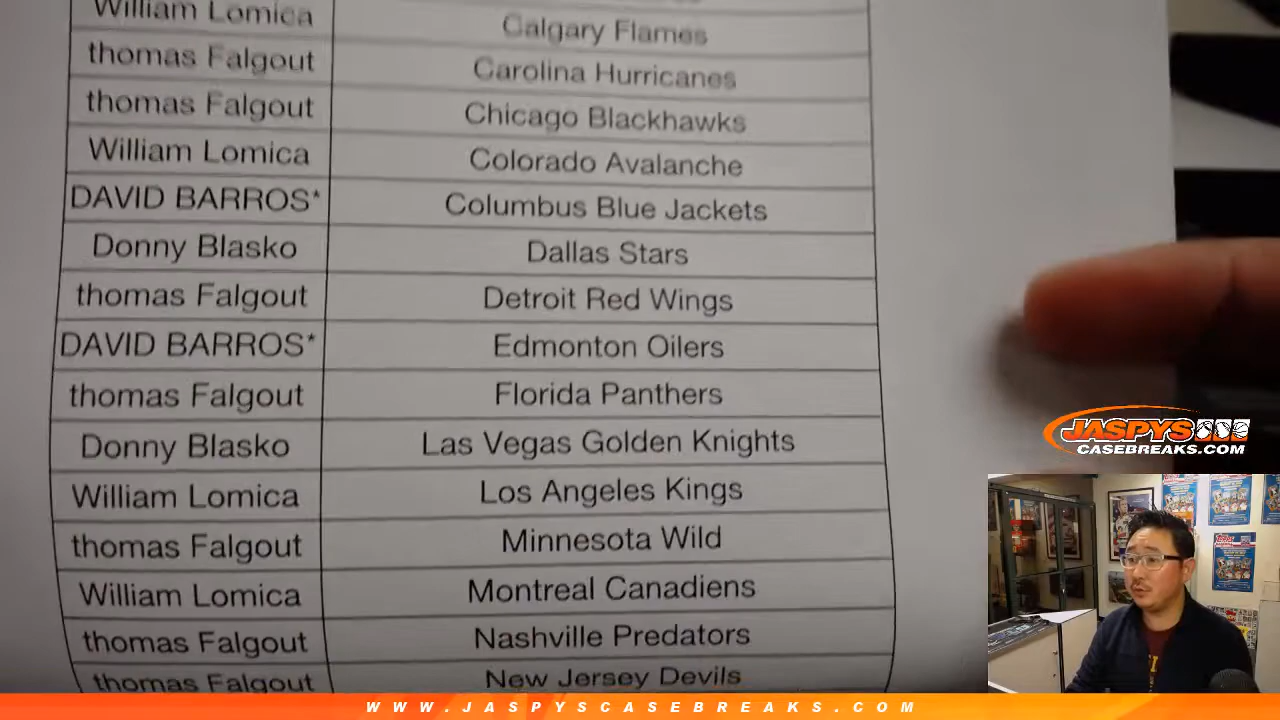 William Lomica Calgary Flames
thomas Falgout Carolina Hurricanes
thomas Falgout Chicago Blackhawks
William Lomica Colorado Avalanche
DAVID BARROS* Columbus Blue Jackets
Donny Blasko Dallas Stars
thomas Falgout Detroit Red Wings
DAVID BARROS* Edmonton Oilers
thomas Falgout Florida Panthers
Donny Blasko Las Vegas Golden Knights
William Lomica Los Angeles Kings
thomas Falgout Minnesota Wild
William Lomica Montreal Canadiens
thomas Falgout Nashville Predators
thomas Falgout New Jersey Devils
JASPYS
CASEBREAKS.COM
WWW.JASPYSCASEBREAKS.COM